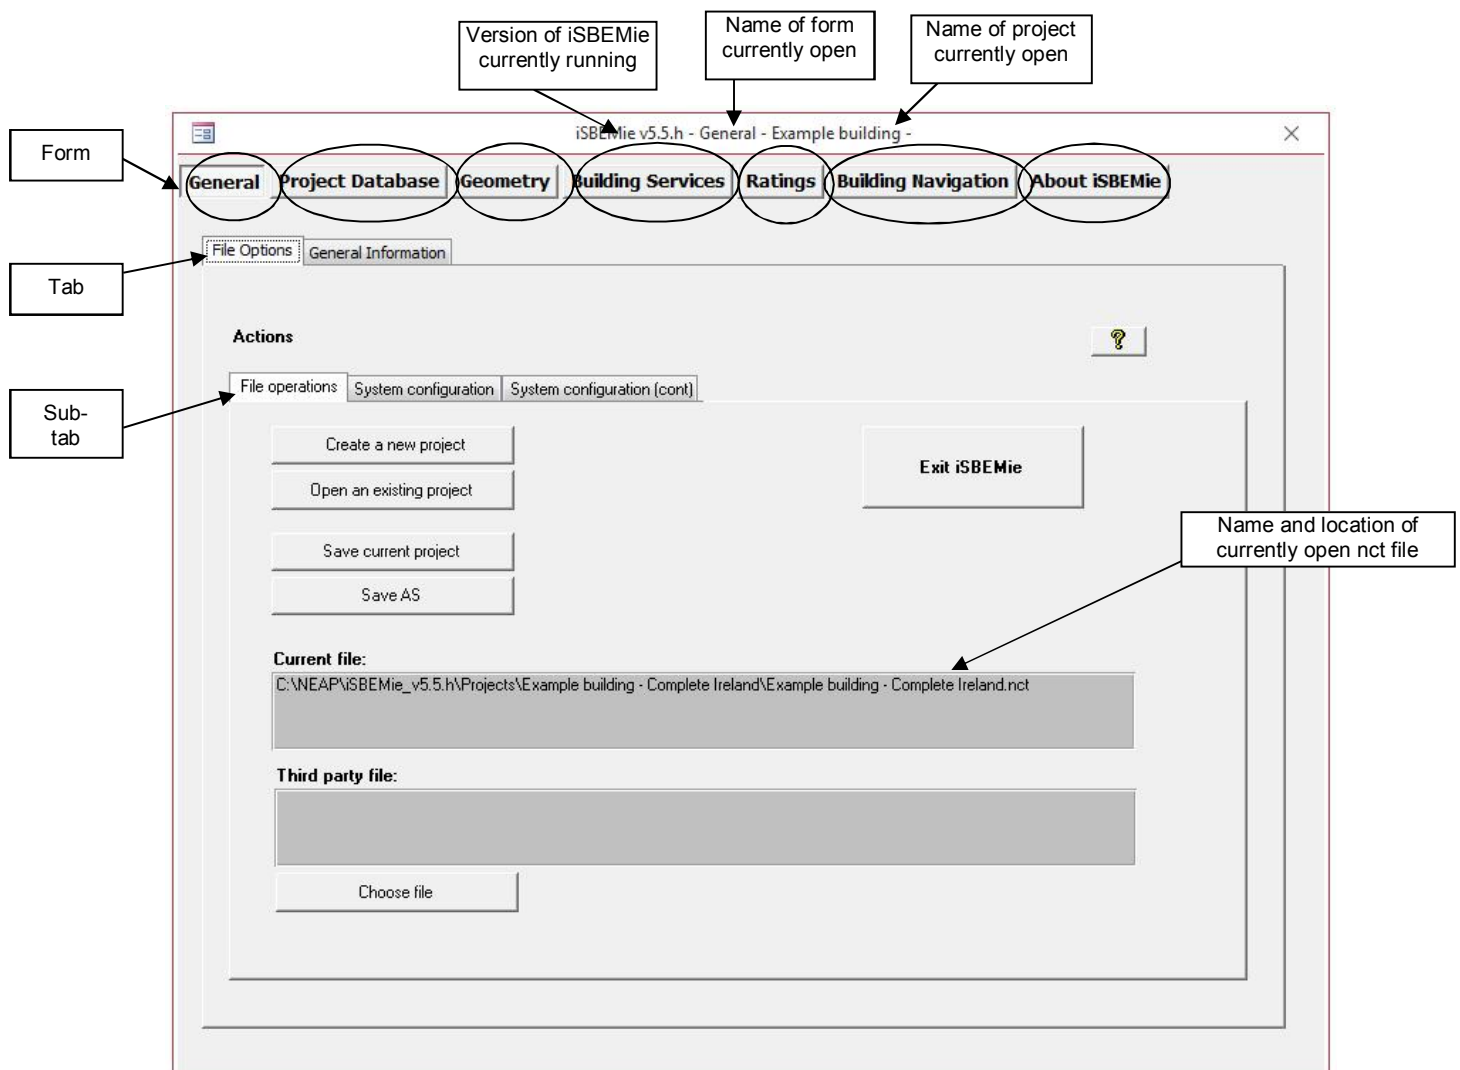 Version of iSBEMie
currently running
Name of form
currently open
Name of project
currently open
iSBEMie v5.5.h - General - Example building -
Form
General Project Database Geometry Building Services Ratings Building Navigation About iSBEMie
File Options General Information
Tab
Actions
?
File operations System configuration System configuration (cont)
Sub-
tab
Create a new project
Exit iSBEMie
Open an existing project
Name and location of
currently open nct file
Save current project
Save AS
Current file:
C:\NEAP\iSBEMie_v5.5.h\Projects\Example building - Complete Ireland\Example building - Complete Ireland.nct
Third party file:
Choose file